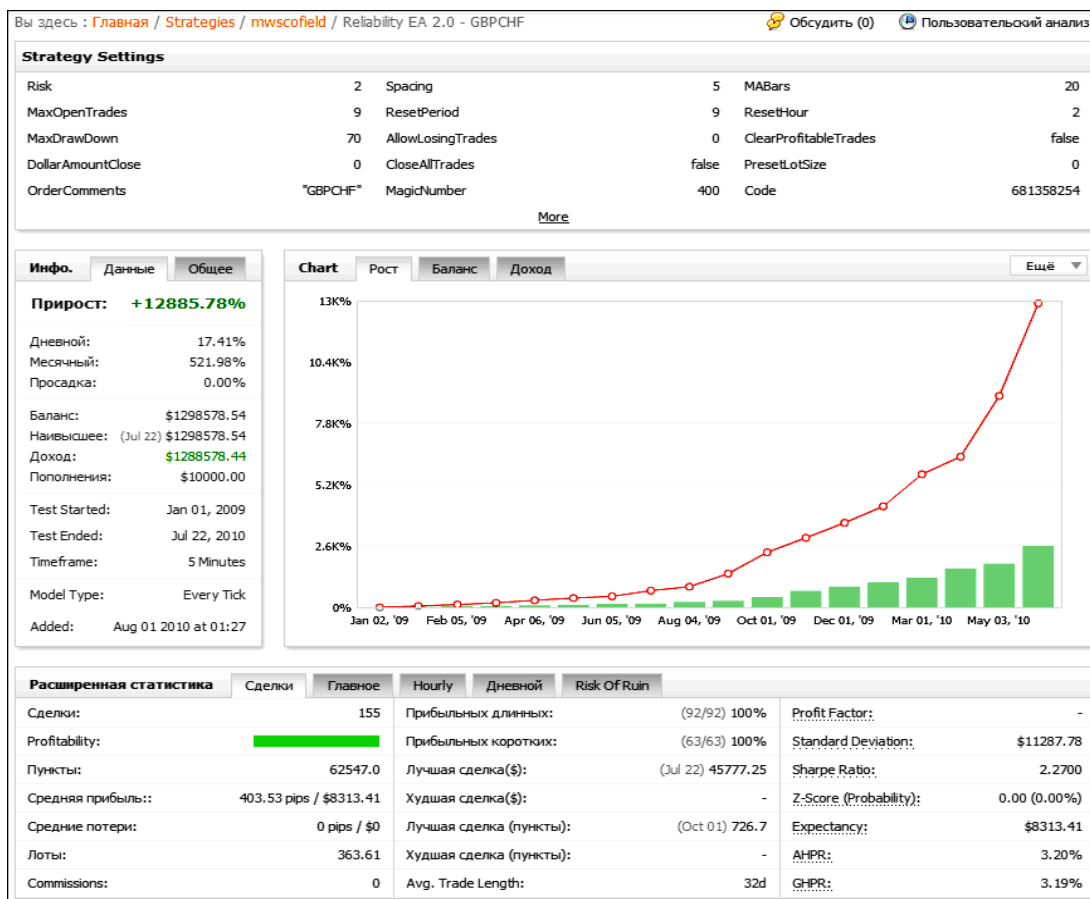 Вы здесь : Главная / Strategies / mwscofield / Reliability EA 2.0 - GBPCHF Обсудить (0) Пользовательский анализ
Strategy Settings
Risk 2 Spacing 5 MABars 20
MaxOpenTrades 9 ResetPeriod 9 ResetHour 2
MaxDrawDown 70 AllowLosingTrades 0 ClearProfitableTrades false
DollarAmountClose 0 CloseAllTrades false PresetLotSize 0
OrderComments "GBPCHF" MagicNumber 400 Code 681358254
More
Инфо. Данные Общее
Прирост: +12885.78%
Дневной: 17.41%
Месячный: 521.98%
Просадка: 0.00%
Баланс: $1298578.54
Наивысшее: (Jul 22) $1298578.54
Доход: $1288578.44
Пополнения: $10000.00
Test Started: Jan 01, 2009
Test Ended: Jul 22, 2010
Timeframe: 5 Minutes
Model Type: Every Tick
Added: Aug 01 2010 at 01:27
Chart Рост Баланс Доход Ещё
13K%
10.4K%
7.8K%
5.2K%
2.6K%
0%
Jan 02, '09 Feb 05, '09 Apr 06, '09 Jun 05, '09 Aug 04, '09 Oct 01, '09 Dec 01, '09 Mar 01, '10 May 03, '10
Расширенная статистика Сделки Главное Hourly Дневной Risk Of Ruin
Сделки: 155 Прибыльных длинных: (92/92) 100% Profit Factor: -
Profitability: Прибыльных коротких: (63/63) 100% Standard Deviation: $11287.78
Пункты: 62547.0 Лучшая сделка($): (Jul 22) 45777.25 Sharpe Ratio: 2.2700
Средняя прибыль:: 403.53 pips / $8313.41 Худшая сделка($): - Z-Score (Probability): 0.00 (0.00%)
Средние потери: 0 pips / $0 Лучшая сделка (пункты): (Oct 01) 726.7 Expectancy: $8313.41
Лоты: 363.61 Худшая сделка (пункты): - AHPR: 3.20%
Commissions: 0 Avg. Trade Length: 32d GHPR: 3.19%